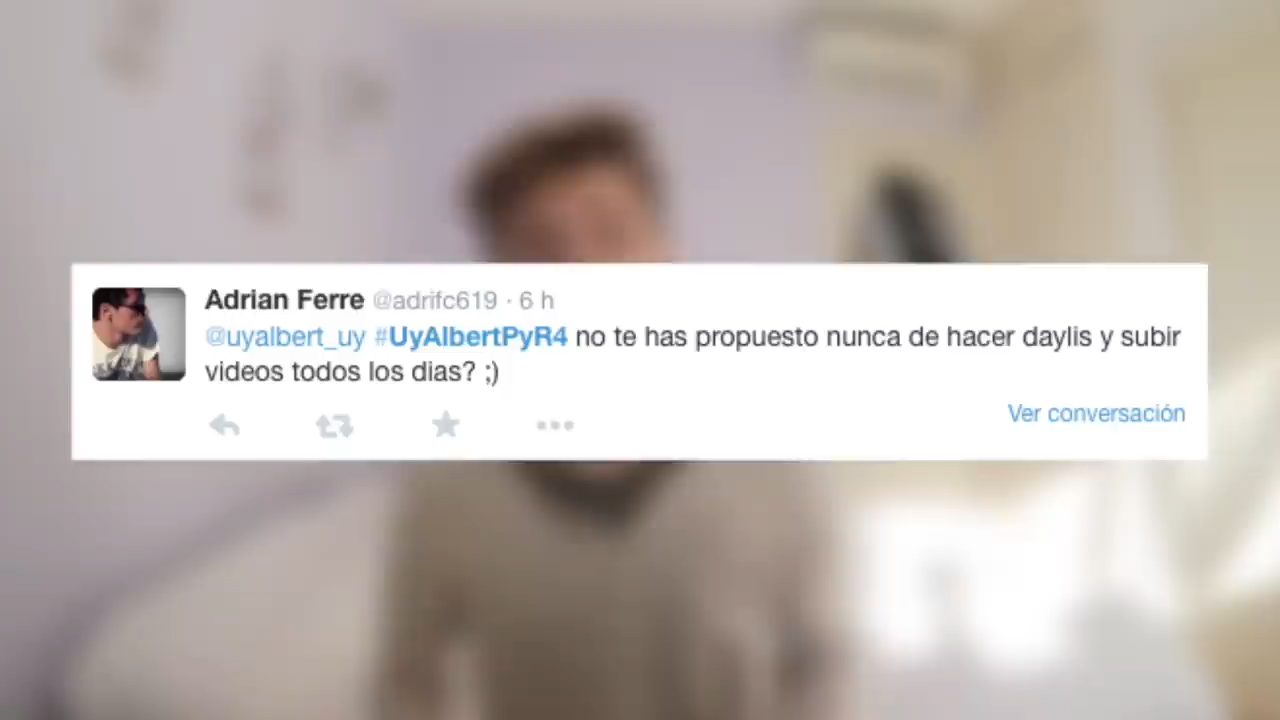 Adrian Ferre @adrifc619 · 6 h
@uyalbert_uy #UyAlbertPyR4 no te has propuesto nunca de hacer daylis y subir
videos todos los dias? ;)
Ver conversación